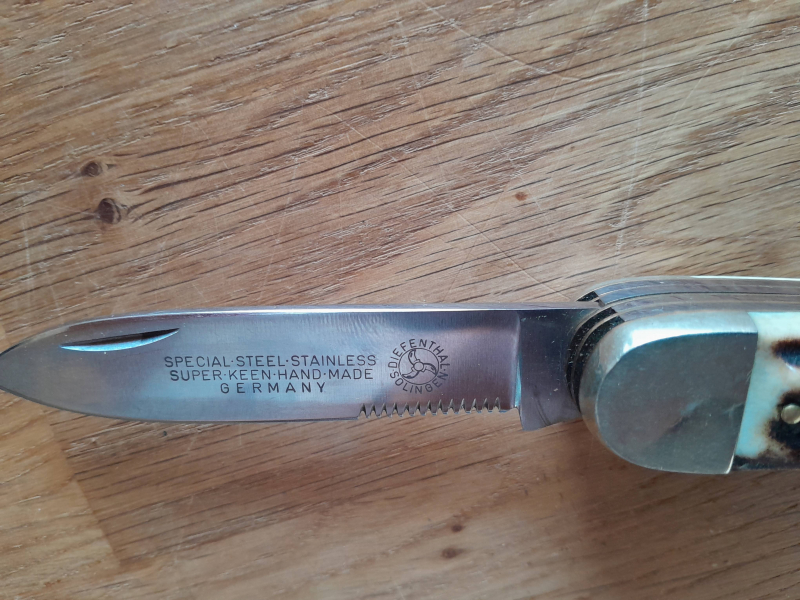 SPECIAL·STEEL·STAINLESS
SUPER·KEEN·HAND·MADE
GERMANY
DIEFENTHAL·
SOLINGEN·